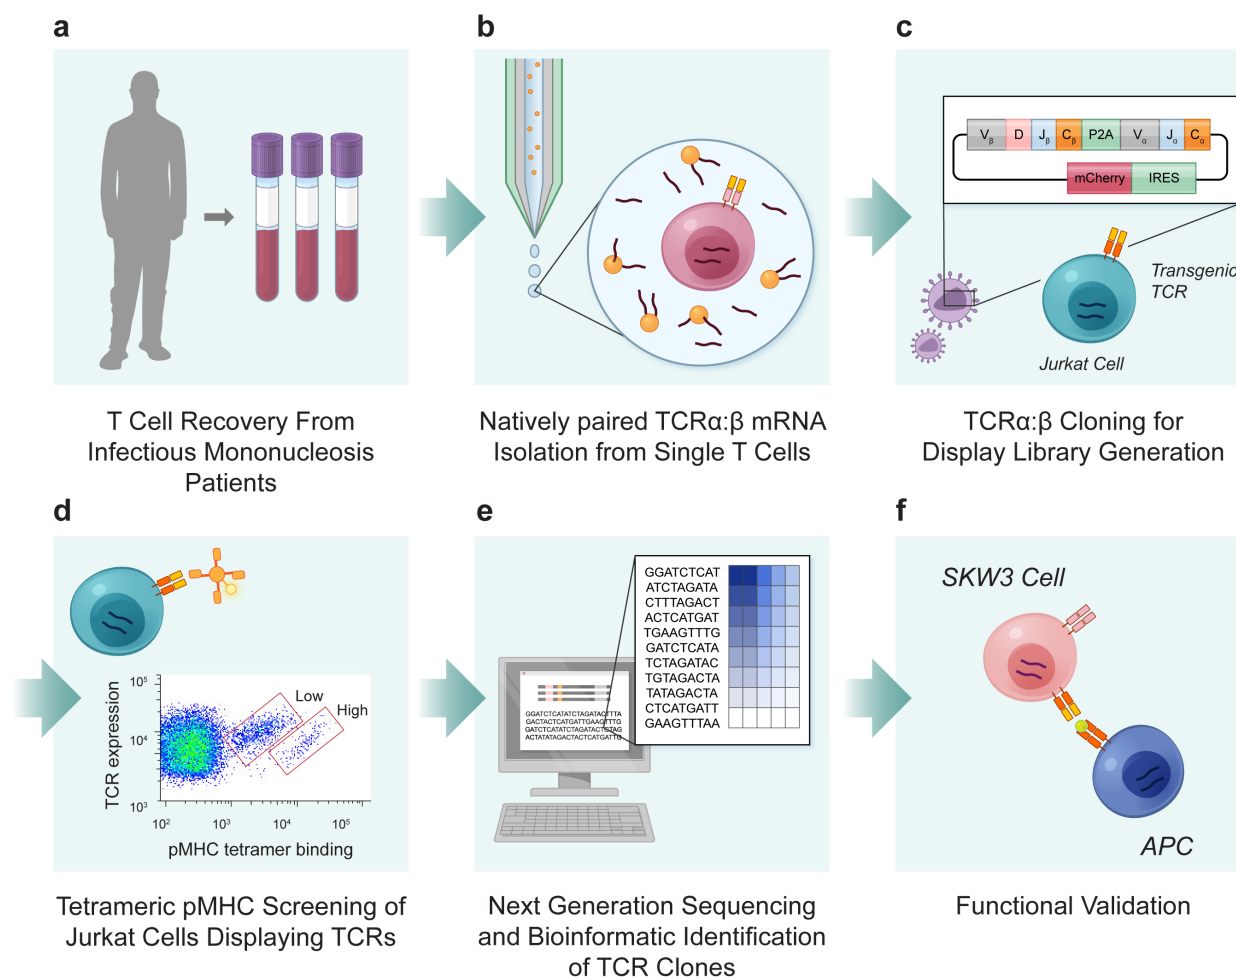 a
T Cell Recovery From
Infectious Mononucleosis
Patients
b
Natively paired TCRα:β mRNA
Isolation from Single T Cells
c
Vβ D Jβ Cβ P2A Vα Jα Cα
mCherry IRES
Transgenic
TCR
Jurkat Cell
TCRα:β Cloning for
Display Library Generation
d
TCR expression
10⁵
10⁴
10³
Low
High
10² 10³ 10⁴ 10⁵
pMHC tetramer binding
Tetrameric pMHC Screening of
Jurkat Cells Displaying TCRs
e
GGATCTCAT
ATCTAGATA
CTTTAGACT
ACTCATGAT
TGAAGTTTG
GATCTCATA
TCTAGATAC
TGTAGACTA
TATAGACTA
CTCATGATT
GAAGTTTAA
GGATCTCATATCTAGATACTTTA
GACTACTCATGATTGAAGTTTG
GATCTCATATCTAGATACTCTAG
ACTATATAGACTACTCATGATTG
Next Generation Sequencing
and Bioinformatic Identification
of TCR Clones
f
SKW3 Cell
APC
Functional Validation